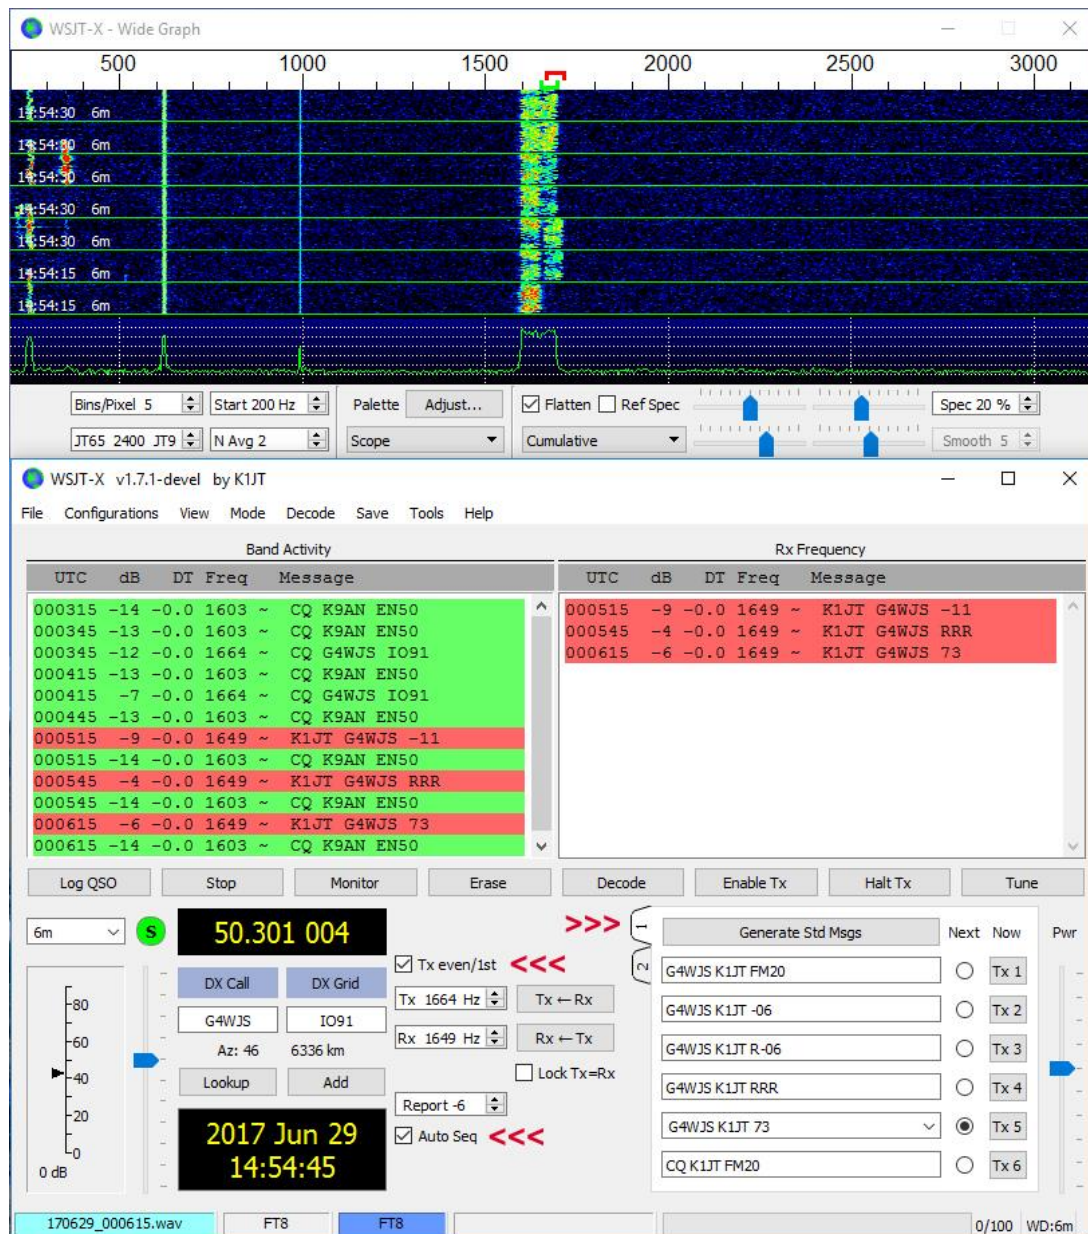 WSJT-X - Wide Graph
500 1000 1500 2000 2500 3000
14:54:30 6m
14:54:30 6m
14:54:30 6m
14:54:30 6m
14:54:30 6m
14:54:15 6m
14:54:15 6m
Bins/Pixel 5 Start 200 Hz Palette Adjust... Flatten Ref Spec Spec 20 %
JT65 2400 JT9 N Avg 2 Scope Cumulative Smooth 5
WSJT-X v1.7.1-devel by K1JT
File Configurations View Mode Decode Save Tools Help
Band Activity Rx Frequency
UTC dB DT Freq Message UTC dB DT Freq Message
000315 -14 -0.0 1603 ~ CQ K9AN EN50
000345 -13 -0.0 1603 ~ CQ K9AN EN50
000345 -12 -0.0 1664 ~ CQ G4WJS IO91
000415 -13 -0.0 1603 ~ CQ K9AN EN50
000415 -7 -0.0 1664 ~ CQ G4WJS IO91
000445 -13 -0.0 1603 ~ CQ K9AN EN50
000515 -9 -0.0 1649 ~ K1JT G4WJS -11
000515 -14 -0.0 1603 ~ CQ K9AN EN50
000545 -4 -0.0 1649 ~ K1JT G4WJS RRR
000545 -14 -0.0 1603 ~ CQ K9AN EN50
000615 -6 -0.0 1649 ~ K1JT G4WJS 73
000615 -14 -0.0 1603 ~ CQ K9AN EN50
000515 -9 -0.0 1649 ~ K1JT G4WJS -11
000545 -4 -0.0 1649 ~ K1JT G4WJS RRR
000615 -6 -0.0 1649 ~ K1JT G4WJS 73
Log QSO Stop Monitor Erase Decode Enable Tx Halt Tx Tune
6m S 50.301 004
-80
-60
-40
-20
-0
0 dB
DX Call DX Grid
G4WJS IO91
Az: 46 6336 km
Lookup Add
2017 Jun 29
14:54:45
Tx even/1st <<<
Tx 1664 Hz Tx ← Rx
Rx 1649 Hz Rx ← Tx
Lock Tx=Rx
Report -6
Auto Seq <<<
>>> 1
2
Generate Std Msgs Next Now Pwr
G4WJS K1JT FM20 Tx 1
G4WJS K1JT -06 Tx 2
G4WJS K1JT R-06 Tx 3
G4WJS K1JT RRR Tx 4
G4WJS K1JT 73 Tx 5
CQ K1JT FM20 Tx 6
170629_000615.wav FT8 FT8 0/100 WD:6m